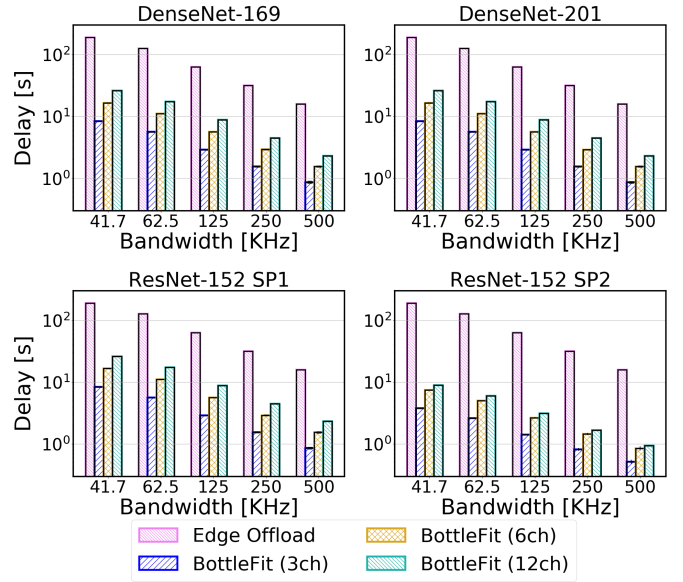 DenseNet-169
DenseNet-201
Delay [s]
10²
10¹
10⁰
10²
10¹
10⁰
41.7 62.5 125 250 500
41.7 62.5 125 250 500
Bandwidth [KHz]
Bandwidth [KHz]
ResNet-152 SP1
ResNet-152 SP2
Delay [s]
10²
10¹
10⁰
10²
10¹
10⁰
41.7 62.5 125 250 500
41.7 62.5 125 250 500
Bandwidth [KHz]
Bandwidth [KHz]
Edge Offload
BottleFit (3ch)
BottleFit (6ch)
BottleFit (12ch)